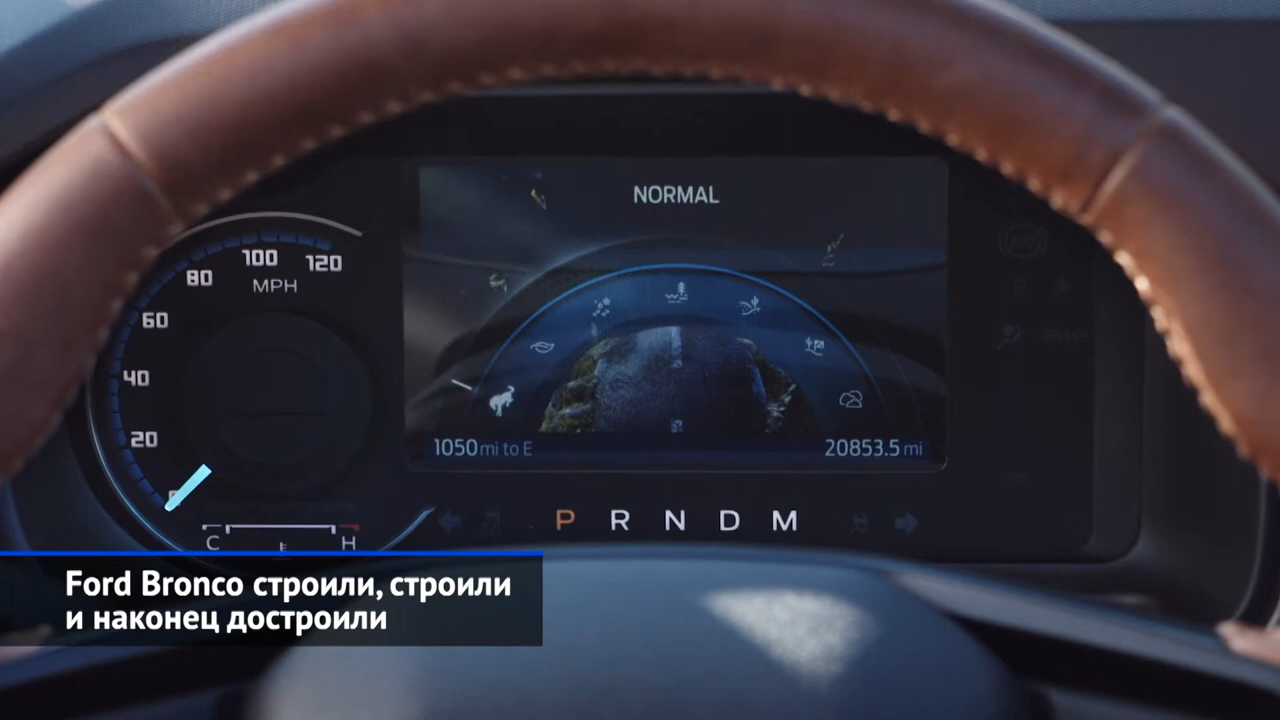 NORMAL
100
80
120
MPH
60
40
20
1050 mi to E
20853.5 mi
P R N D M
C
H
Ford Bronco строили, строили
и наконец достроили